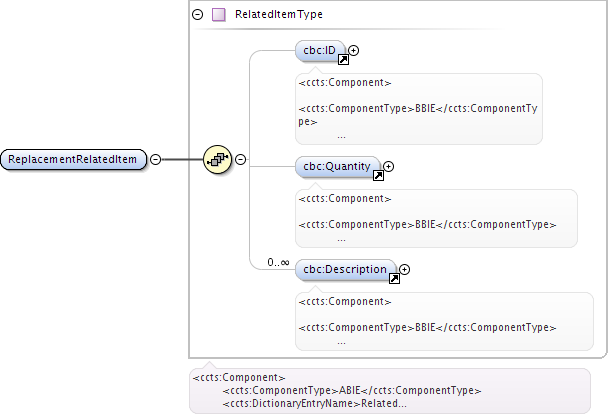 RelatedItemType
cbc:ID
<ccts:Component>
<ccts:ComponentType>BBIE</ccts:ComponentTy
pe>
...
ReplacementRelatedItem
cbc:Quantity
<ccts:Component>
<ccts:ComponentType>BBIE</ccts:ComponentType>
...
0..∞
cbc:Description
<ccts:Component>
<ccts:ComponentType>BBIE</ccts:ComponentType>
...
<ccts:Component>
<ccts:ComponentType>ABIE</ccts:ComponentType>
<ccts:DictionaryEntryName>Related...